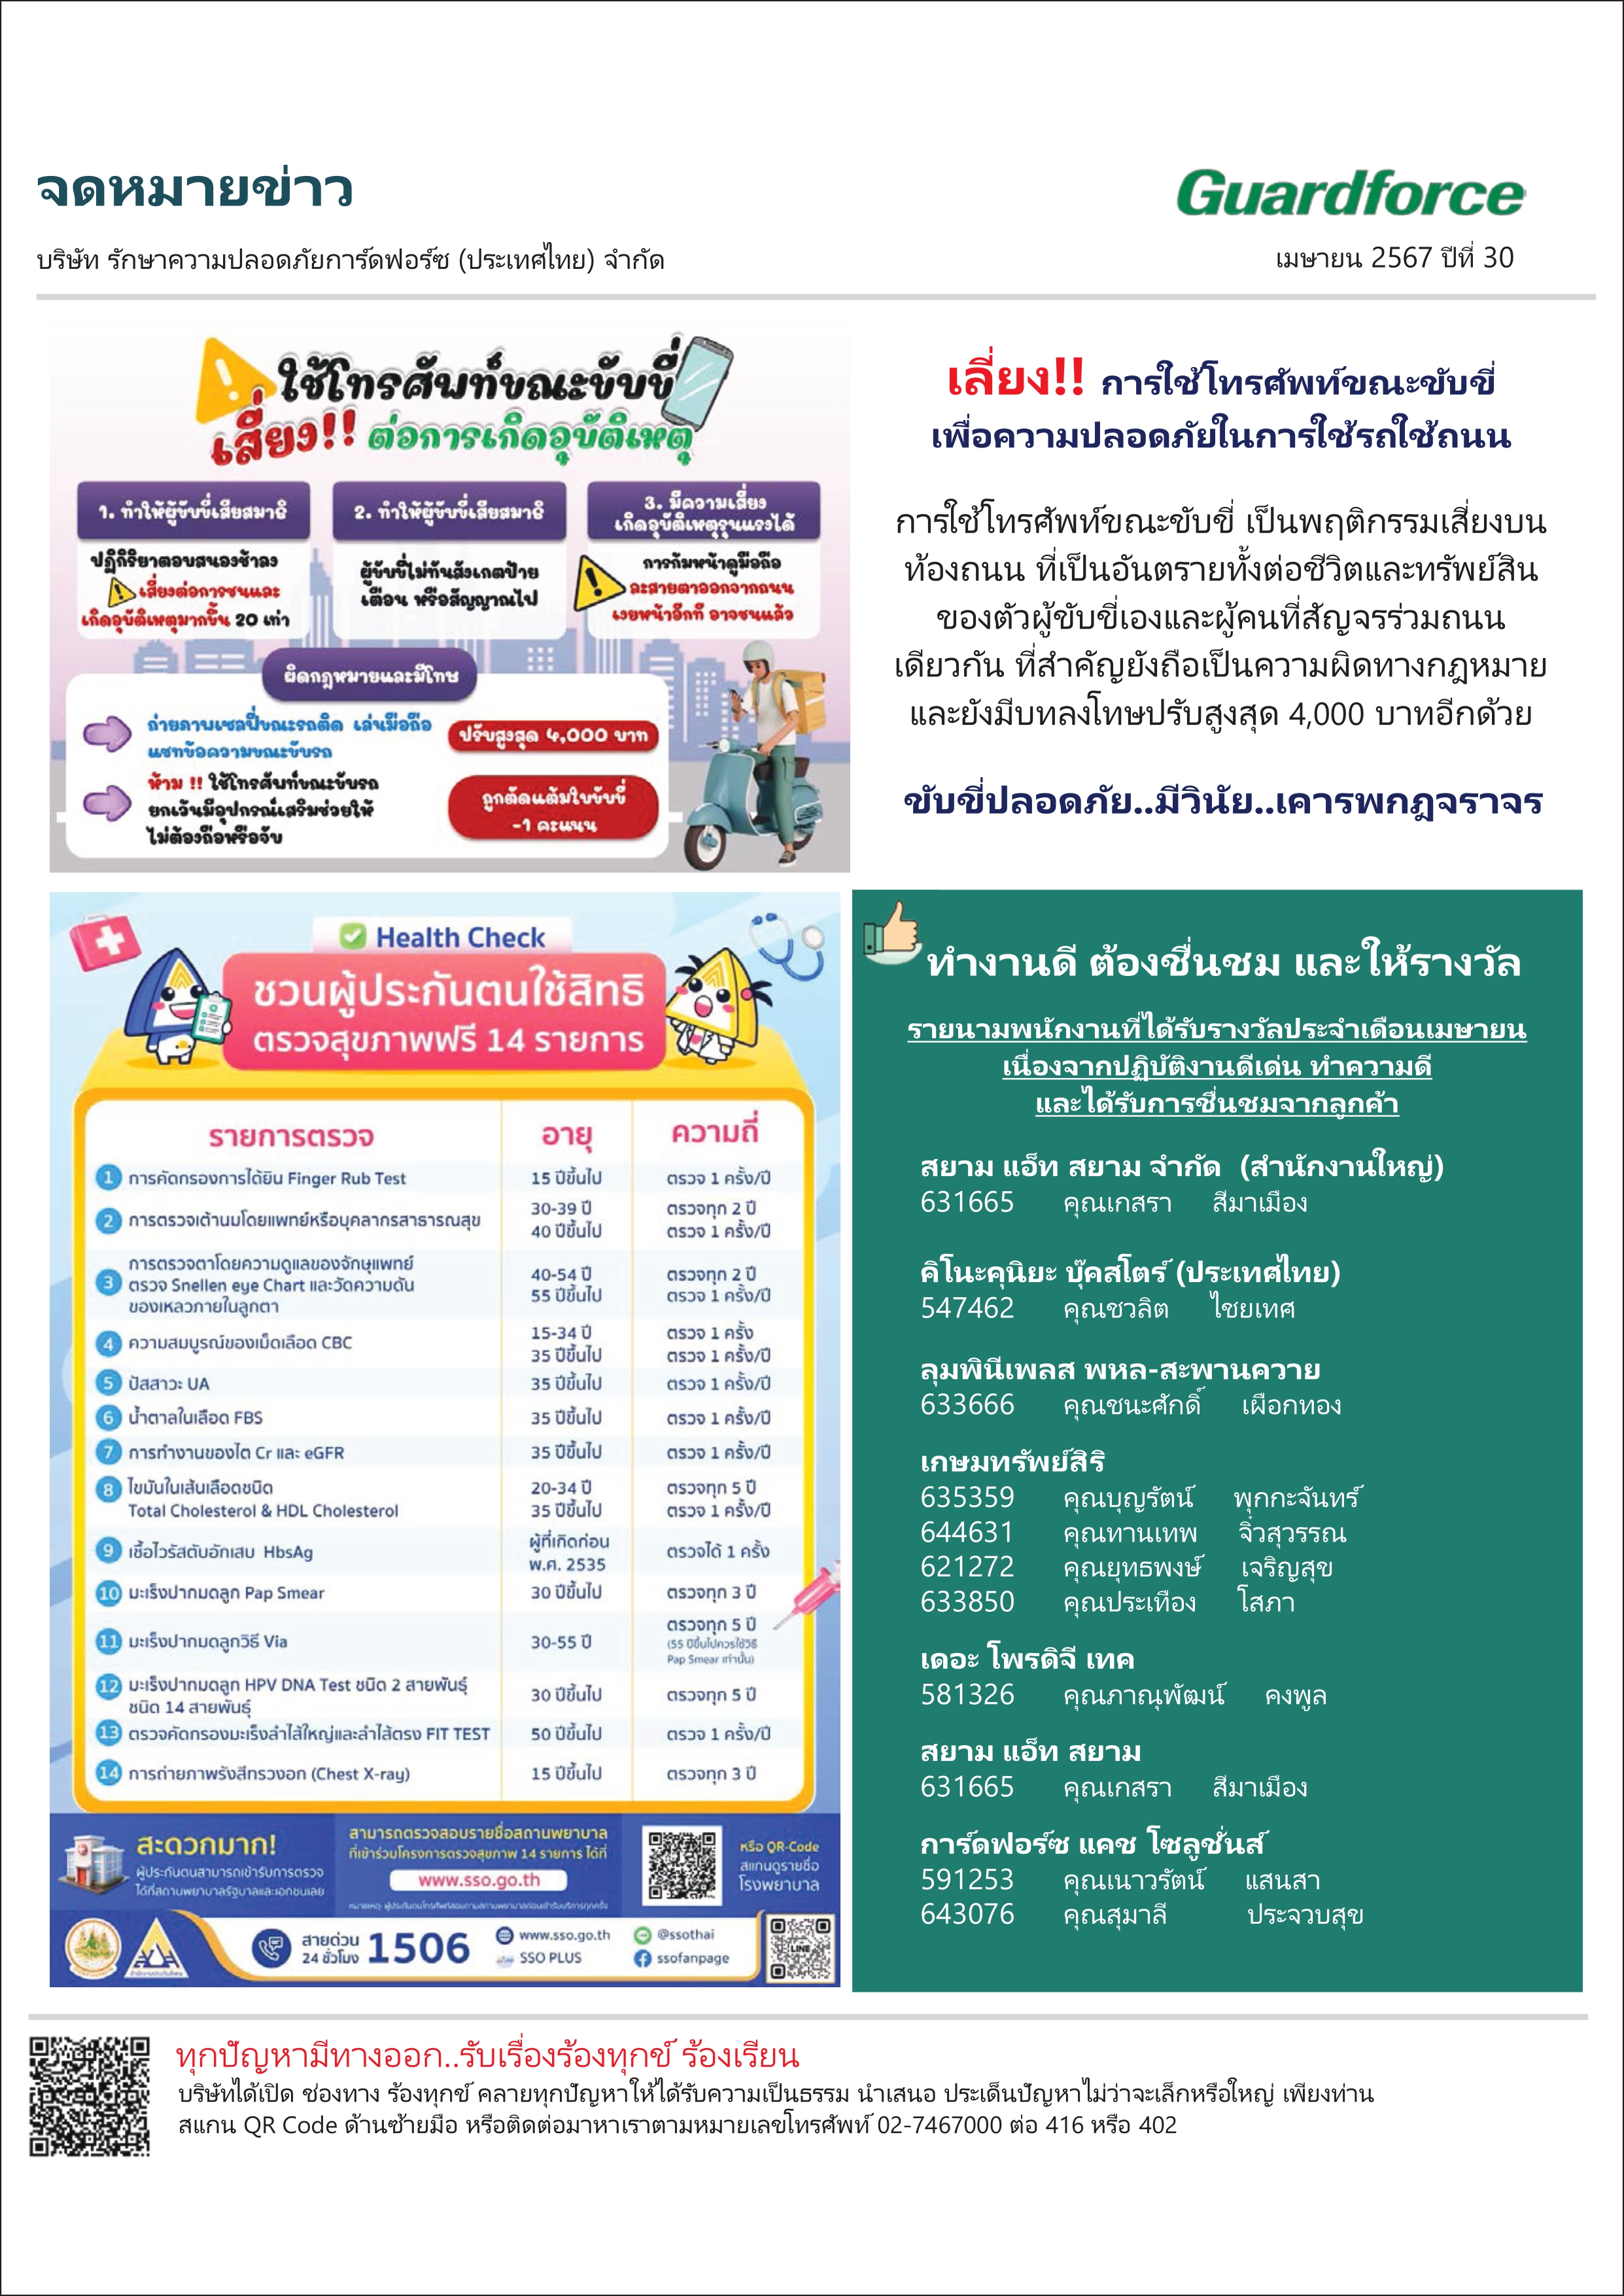 จดหมายข่าว
Guardforce
บริษัท รักษาความปลอดภัยการ์ดฟอร์ซ (ประเทศไทย) จำกัด
เมษายน 2567 ปีที่ 30
ใช้โทรศัพท์ขณะขับขี่
เสี่ยง!! ต่อการเกิดอุบัติเหตุ
1. ทำให้ผู้ขับขี่เสียสมาธิ
ปฏิกิริยาตอบสนองช้าลง
เสี่ยงต่อการชนและ
เกิดอุบัติเหตุมากขึ้น 20 เท่า
2. ทำให้ผู้ขับขี่เสียสมาธิ
ผู้ขับขี่ไม่ทันสังเกตป้าย
เตือน หรือสัญญาณไป
3. มีความเสี่ยง
เกิดอุบัติเหตุรุนแรงได้
การก้มหน้าดูมือถือ
ละสายตาออกจากถนน
เงยหน้าอีกที อาจชนแล้ว
ผิดกฎหมายและมีโทษ
ถ่ายภาพเซลฟี่ขณะรถติด เล่นมือถือ
แชทข้อความขณะขับรถ
ปรับสูงสุด 4,000 บาท
ห้าม !! ใช้โทรศัพท์ขณะขับรถ
ยกเว้นมีอุปกรณ์เสริมช่วยให้
ไม่ต้องถือหรือจับ
ถูกตัดแต้มใบขับขี่
-1 คะแนน
เลี่ยง!! การใช้โทรศัพท์ขณะขับขี่
เพื่อความปลอดภัยในการใช้รถใช้ถนน
การใช้โทรศัพท์ขณะขับขี่ เป็นพฤติกรรมเสี่ยงบน
ท้องถนน ที่เป็นอันตรายทั้งต่อชีวิตและทรัพย์สิน
ของตัวผู้ขับขี่เองและผู้คนที่สัญจรร่วมถนน
เดียวกัน ที่สำคัญยังถือเป็นความผิดทางกฎหมาย
และยังมีบทลงโทษปรับสูงสุด 4,000 บาทอีกด้วย
ขับขี่ปลอดภัย..มีวินัย..เคารพกฎจราจร
Health Check
ชวนผู้ประกันตนใช้สิทธิ
ตรวจสุขภาพฟรี 14 รายการ
รายการตรวจ อายุ ความถี่
1 การคัดกรองการได้ยิน Finger Rub Test 15 ปีขึ้นไป ตรวจ 1 ครั้ง/ปี
2 การตรวจเต้านมโดยแพทย์หรือบุคลากรสาธารณสุข 30-39 ปี ตรวจทุก 2 ปี
40 ปีขึ้นไป ตรวจ 1 ครั้ง/ปี
การตรวจตาโดยความดูแลของจักษุแพทย์
3 ตรวจ Snellen eye Chart และวัดความดัน 40-54 ปี ตรวจทุก 2 ปี
ของเหลวภายในลูกตา 55 ปีขึ้นไป ตรวจ 1 ครั้ง/ปี
4 ความสมบูรณ์ของเม็ดเลือด CBC 15-34 ปี ตรวจ 1 ครั้ง
35 ปีขึ้นไป ตรวจ 1 ครั้ง/ปี
5 ปัสสาวะ UA 35 ปีขึ้นไป ตรวจ 1 ครั้ง/ปี
6 น้ำตาลในเลือด FBS 35 ปีขึ้นไป ตรวจ 1 ครั้ง/ปี
7 การทำงานของไต Cr และ eGFR 35 ปีขึ้นไป ตรวจ 1 ครั้ง/ปี
8 ไขมันในเส้นเลือดชนิด 20-34 ปี ตรวจทุก 5 ปี
Total Cholesterol & HDL Cholesterol 35 ปีขึ้นไป ตรวจ 1 ครั้ง/ปี
9 เชื้อไวรัสตับอักเสบ HbsAg ผู้ที่เกิดก่อน ตรวจได้ 1 ครั้ง
พ.ศ. 2535
10 มะเร็งปากมดลูก Pap Smear 30 ปีขึ้นไป ตรวจทุก 3 ปี
11 มะเร็งปากมดลูกวิธี Via 30-55 ปี ตรวจทุก 5 ปี
(55 ปีขึ้นไปควรใช้วิธี
Pap Smear เท่านั้น)
12 มะเร็งปากมดลูก HPV DNA Test ชนิด 2 สายพันธุ์
ชนิด 14 สายพันธุ์ 30 ปีขึ้นไป ตรวจทุก 5 ปี
13 ตรวจคัดกรองมะเร็งลำไส้ใหญ่และลำไส้ตรง FIT TEST 50 ปีขึ้นไป ตรวจ 1 ครั้ง/ปี
14 การถ่ายภาพรังสีทรวงอก (Chest X-ray) 15 ปีขึ้นไป ตรวจทุก 3 ปี
สะดวกมาก!
ผู้ประกันตนสามารถเข้ารับการตรวจ
ได้ที่สถานพยาบาลรัฐบาลและเอกชนเลย
สามารถตรวจสอบรายชื่อสถานพยาบาล
ที่เข้าร่วมโครงการตรวจสุขภาพ 14 รายการ ได้ที่
www.sso.go.th
หมายเหตุ ผู้ประกันตนโทรศัพท์สอบถามสถานพยาบาลก่อนเข้ารับบริการทุกครั้ง
หรือ QR-Code
สแกนดูรายชื่อ
โรงพยาบาล
สายด่วน
24 ชั่วโมง 1506
www.sso.go.th
SSO PLUS
@ssothai
ssofanpage
LINE
ทำงานดี ต้องชื่นชม และให้รางวัล
รายนามพนักงานที่ได้รับรางวัลประจำเดือนเมษายน
เนื่องจากปฏิบัติงานดีเด่น ทำความดี
และได้รับการชื่นชมจากลูกค้า
สยาม แอ็ท สยาม จำกัด (สำนักงานใหญ่)
631665 คุณเกสรา สีมาเมือง
คิโนะคุนิยะ บุ๊คสโตร์ (ประเทศไทย)
547462 คุณชวลิต ไชยเทศ
ลุมพินีเพลส พหล-สะพานควาย
633666 คุณชนะศักดิ์ เผือกทอง
เกษมทรัพย์สิริ
635359 คุณบุญรัตน์ พุกกะจันทร์
644631 คุณทานเทพ จิ๋วสุวรรณ
621272 คุณยุทธพงษ์ เจริญสุข
633850 คุณประเทือง โสภา
เดอะ โพรดิจี เทค
581326 คุณภาณุพัฒน์ คงพูล
สยาม แอ็ท สยาม
631665 คุณเกสรา สีมาเมือง
การ์ดฟอร์ซ แคช โซลูชั่นส์
591253 คุณเนาวรัตน์ แสนสา
643076 คุณสุมาลี ประจวบสุข
ทุกปัญหามีทางออก..รับเรื่องร้องทุกข์ ร้องเรียน
บริษัทได้เปิด ช่องทาง ร้องทุกข์ คลายทุกปัญหาให้ได้รับความเป็นธรรม นำเสนอ ประเด็นปัญหาไม่ว่าจะเล็กหรือใหญ่ เพียงท่าน
สแกน QR Code ด้านซ้ายมือ หรือติดต่อมาหาเราตามหมายเลขโทรศัพท์ 02-7467000 ต่อ 416 หรือ 402